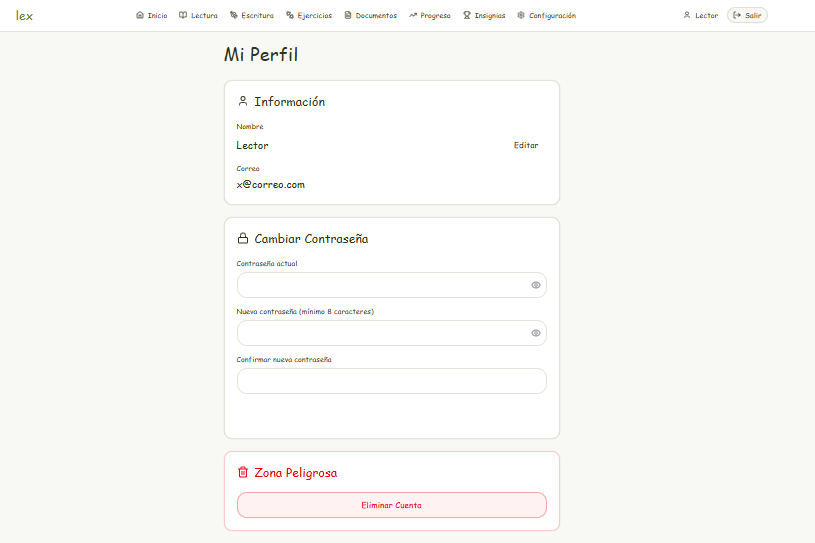 lex
Inicio Lectura Escritura Ejercicios Documentos Progreso Insignias Configuración Lector Salir
Mi Perfil
Información
Nombre
Lector Editar
Correo
x@correo.com
Cambiar Contraseña
Contraseña actual
Nueva contraseña (mínimo 8 caracteres)
Confirmar nueva contraseña
Zona Peligrosa
Eliminar Cuenta